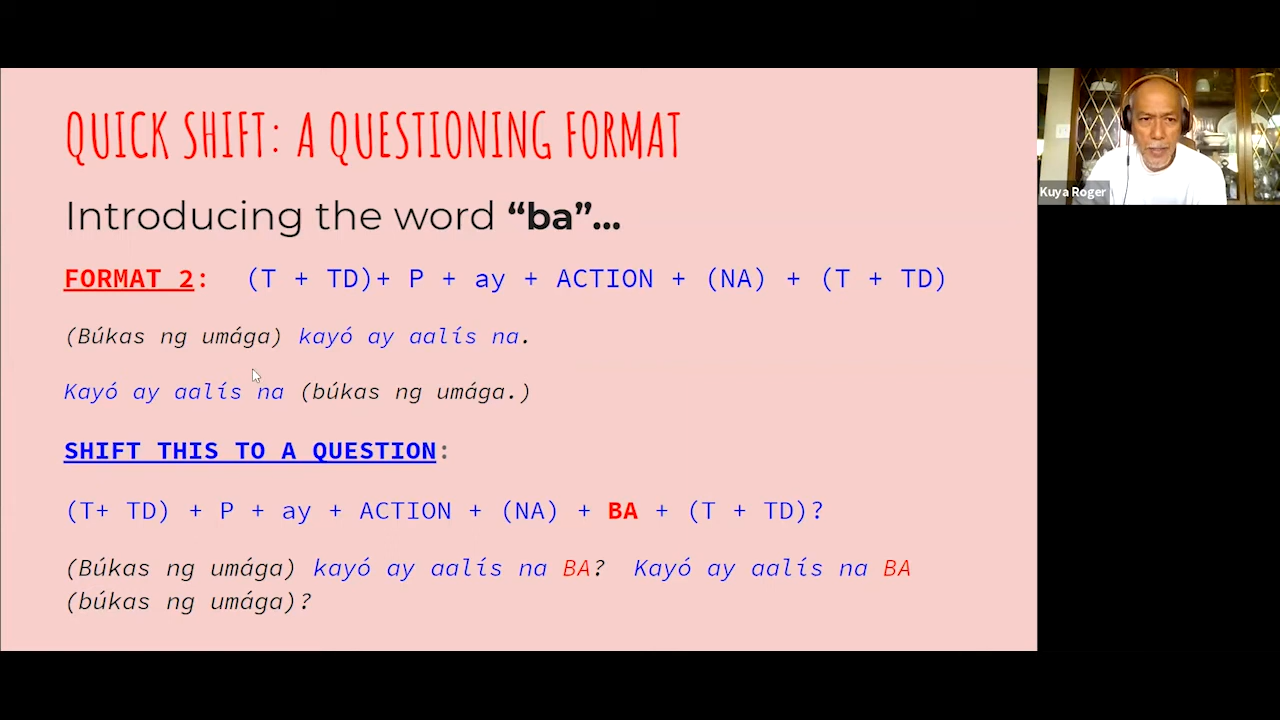 QUICK SHIFT: A QUESTIONING FORMAT
Introducing the word “ba”...
FORMAT 2: (T + TD)+ P + ay + ACTION + (NA) + (T + TD)
(Búkas ng umága) kayó ay aalís na.
Kayó ay aalís na (búkas ng umága.)
SHIFT THIS TO A QUESTION:
(T+ TD) + P + ay + ACTION + (NA) + BA + (T + TD)?
(Búkas ng umága) kayó ay aalís na BA? Kayó ay aalís na BA
(búkas ng umága)?
Kuya Roger